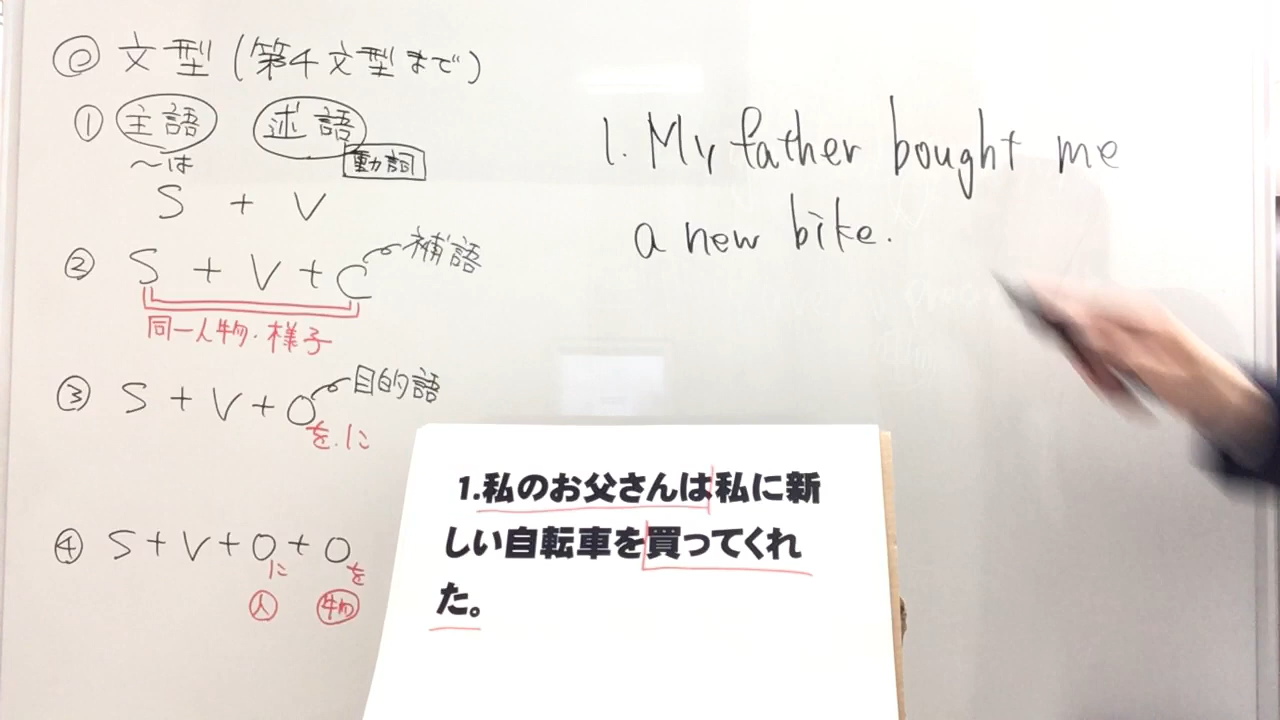 ◎ 文型(第4文型まで)
① 主語 述語
~は 動詞
S + V
② S + V + C 補語
同一人物・様子
③ S + V + O 目的語
を.に
④ S + V + O + O
に を
人 物
1. My father bought me
a new bike.
1.私のお父さんは私に新
しい自転車を買ってくれ
た。